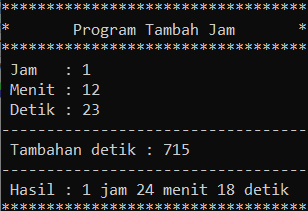 *********************************
*      Program Tambah Jam       *
*********************************
Jam   : 1
Menit : 12
Detik : 23
---------------------------------
Tambahan detik : 715
---------------------------------
Hasil : 1 jam 24 menit 18 detik
*********************************